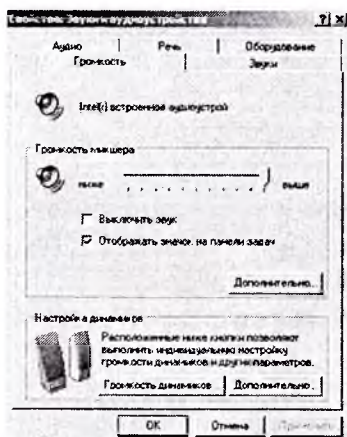 Свойства: Звуки и аудиоустройства
Аудио Речь Оборудование
Громкость Звуки
Intel(r) встроенное аудиоустрой
Громкость микшера
ниже выше
Выключить звук
Отображать значок на панели задач
Дополнительно...
Настройка динамиков
Расположенные ниже кнопки позволяют
выполнить индивидуальную настройку
громкости динамиков и других параметров.
Громкость динамиков Дополнительно...
OK Отмена Применить